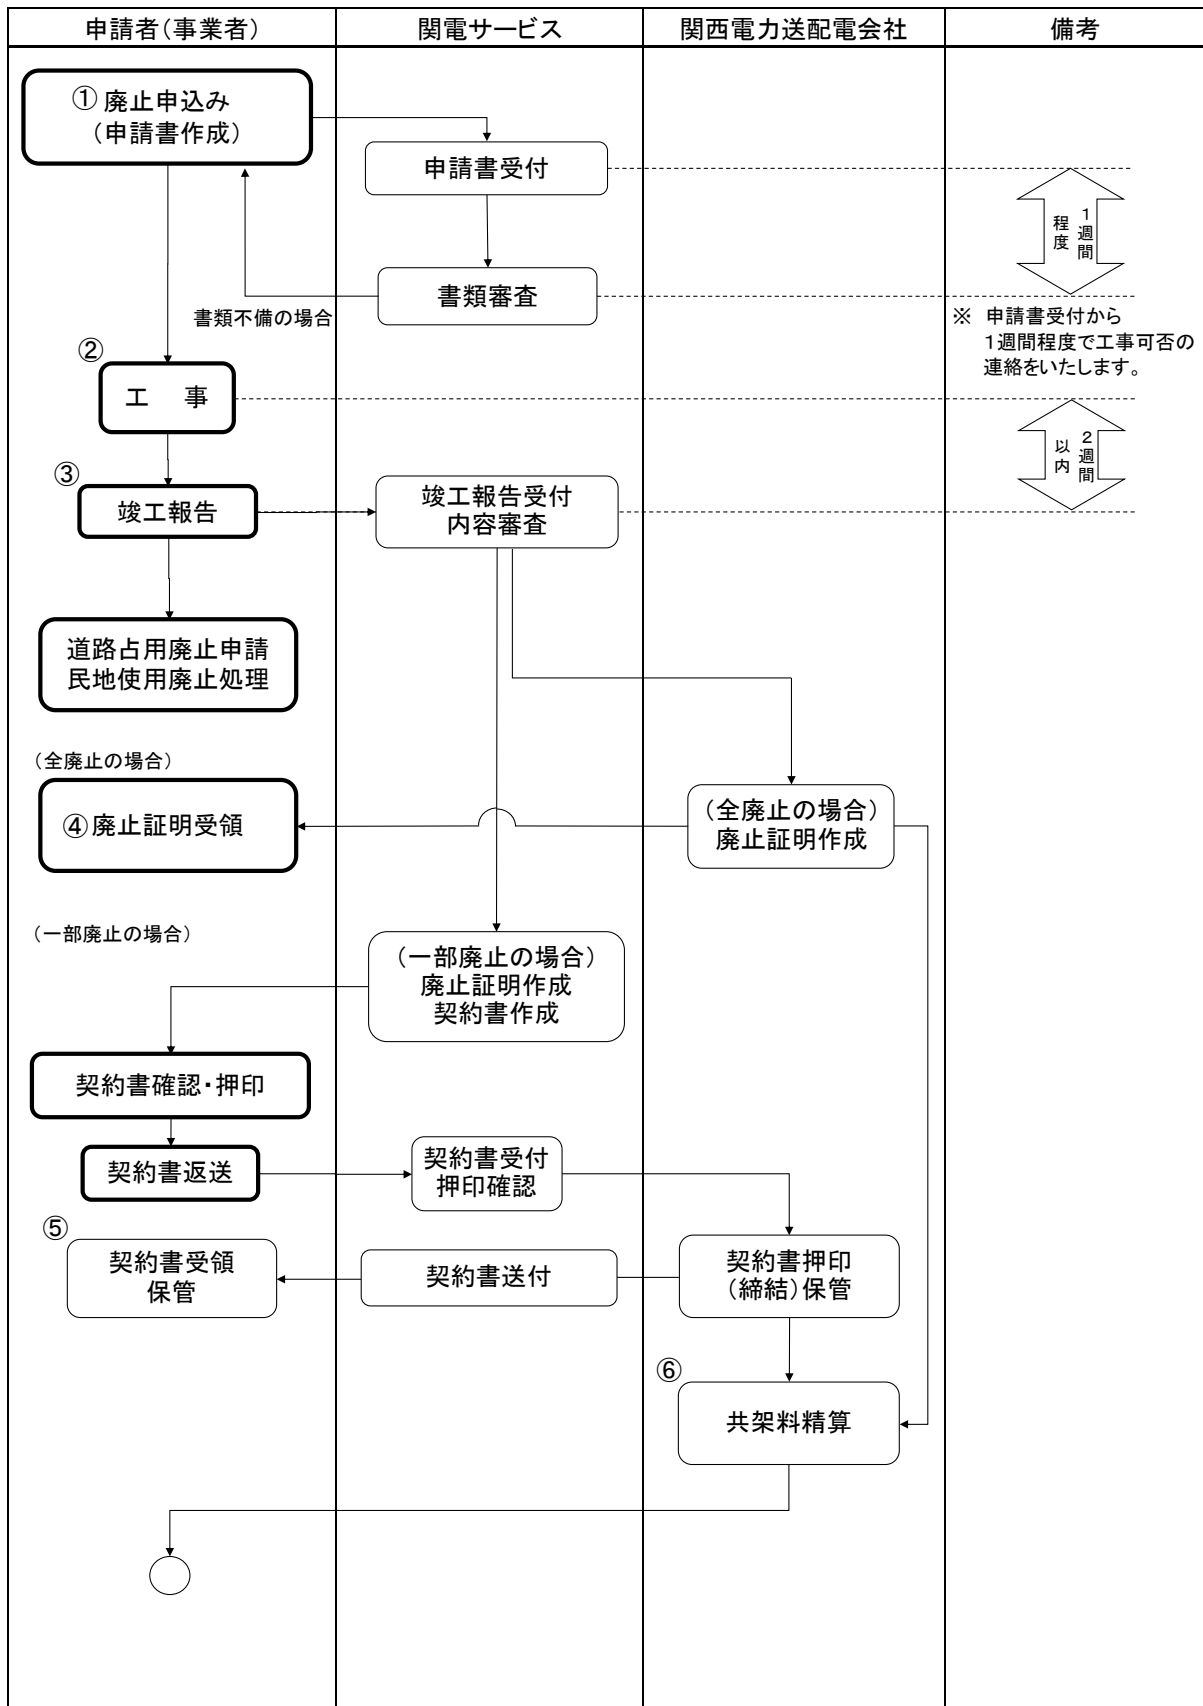 申請者(事業者)
関電サービス
関西電力送配電会社
備考
①廃止申込み
(申請書作成)
申請書受付
1週間
程度
書類審査
書類不備の場合
※ 申請書受付から
1週間程度で工事可否の
連絡をいたします。
②
工 事
2週間
以内
③
竣工報告
竣工報告受付
内容審査
道路占用廃止申請
民地使用廃止処理
(全廃止の場合)
④廃止証明受領
(全廃止の場合)
廃止証明作成
(一部廃止の場合)
(一部廃止の場合)
廃止証明作成
契約書作成
契約書確認・押印
契約書返送
契約書受付
押印確認
⑤
契約書受領
保管
契約書送付
契約書押印
(締結)保管
⑥
共架料精算